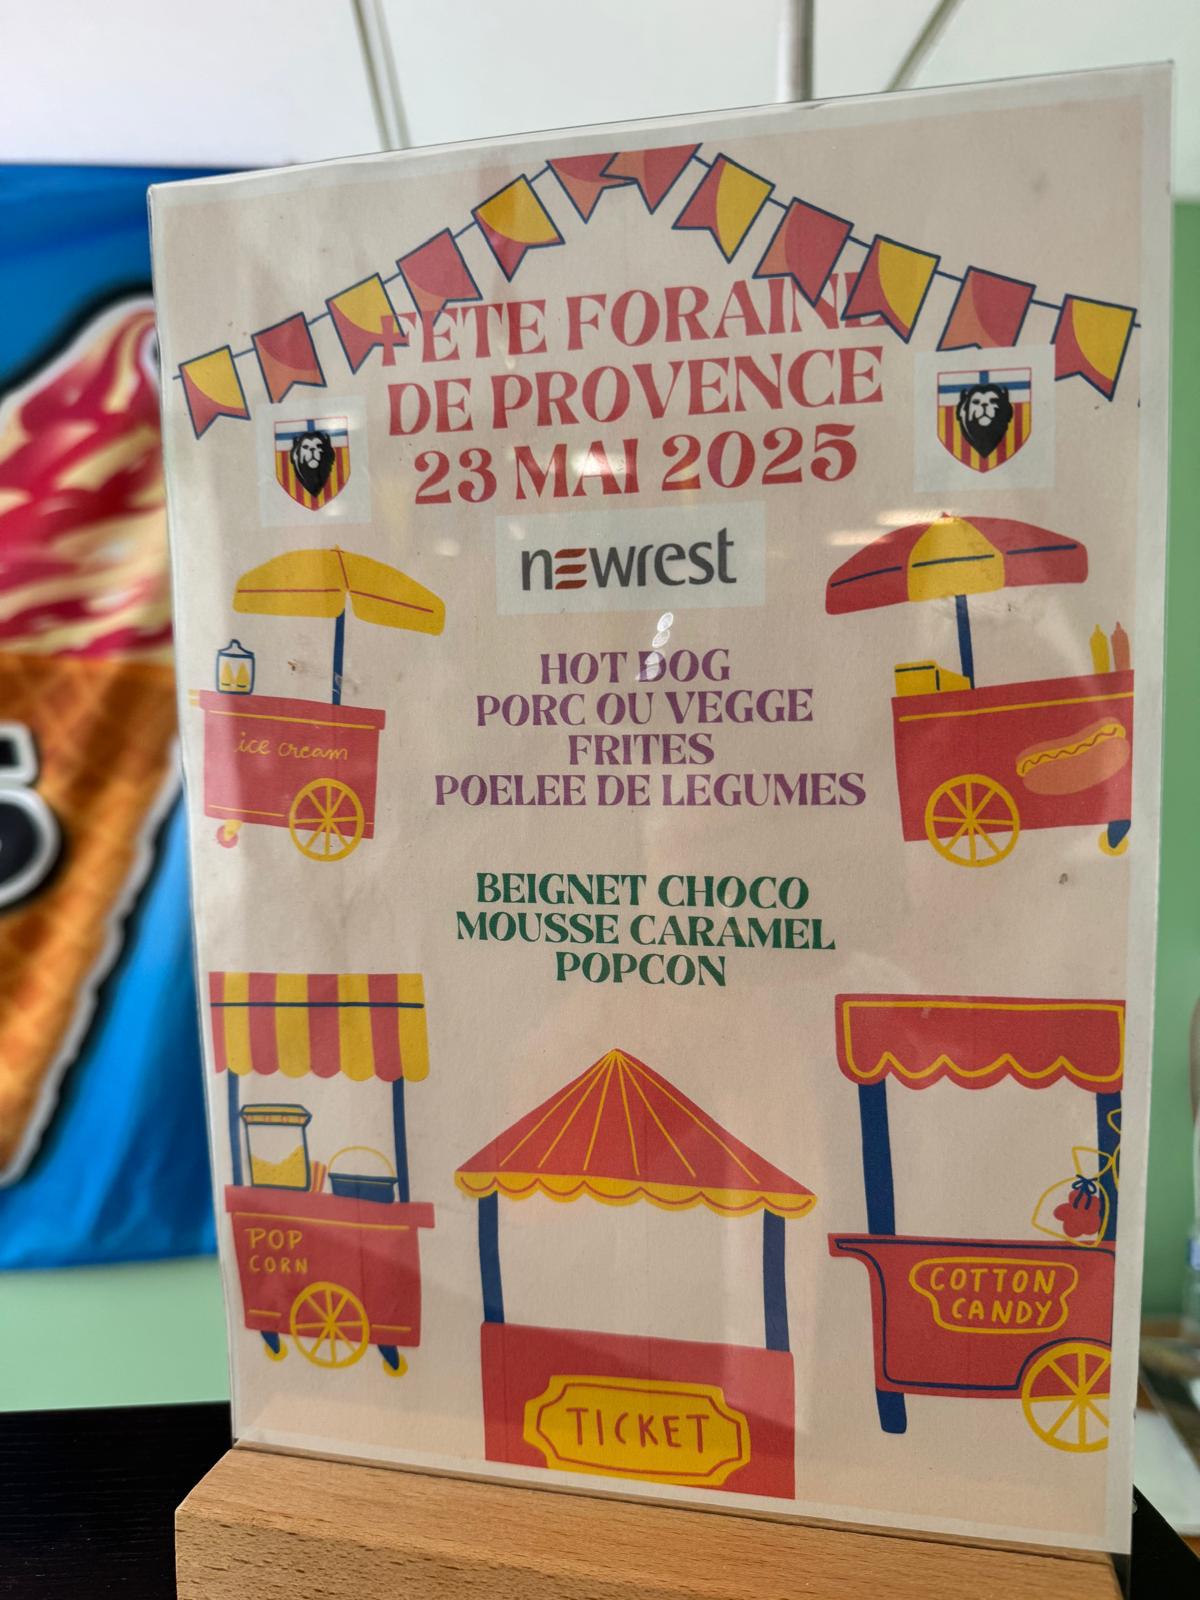 FÊTE FORAINE
DE PROVENCE
23 MAI 2025
newrest
HOT DOG
PORC OU VEGGE
FRITES
POELEE DE LEGUMES
ice cream
BEIGNET CHOCO
MOUSSE CARAMEL
POPCON
POP
CORN
COTTON
CANDY
TICKET